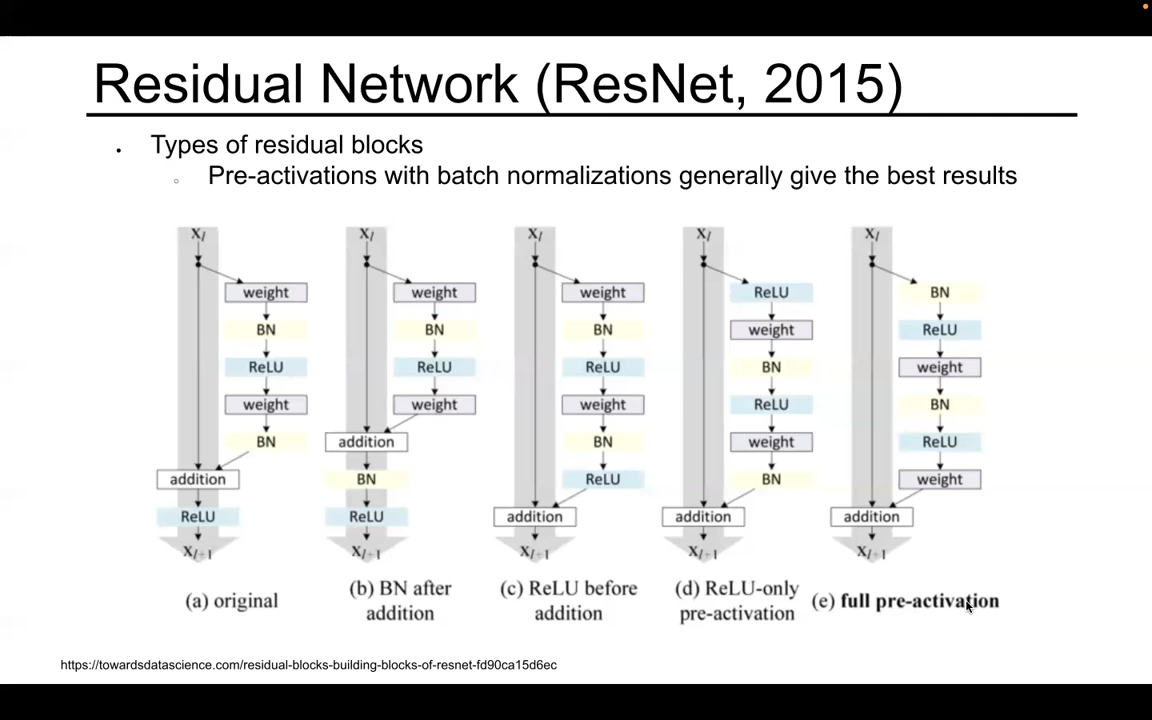 Residual Network (ResNet, 2015)
Types of residual blocks
Pre-activations with batch normalizations generally give the best results
xl
weight
BN
ReLU
weight
BN
addition
ReLU
xl+1
(a) original
xl
weight
BN
ReLU
weight
addition
BN
ReLU
xl+1
(b) BN after
addition
xl
weight
BN
ReLU
weight
BN
ReLU
addition
xl+1
(c) ReLU before
addition
xl
ReLU
weight
BN
ReLU
weight
BN
addition
xl+1
(d) ReLU-only
pre-activation
xl
BN
ReLU
weight
BN
ReLU
weight
addition
xl+1
(e) full pre-activation
https://towardsdatascience.com/residual-blocks-building-blocks-of-resnet-fd90ca15d6ec